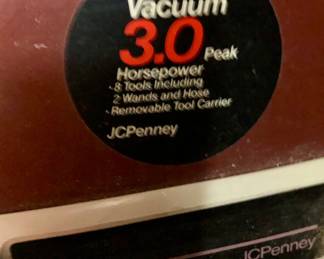 Vacuum
3.0 Peak
Horsepower
· 8 Tools Including
2 Wands and Hose
· Removable Tool Carrier
JCPenney
JCPenney